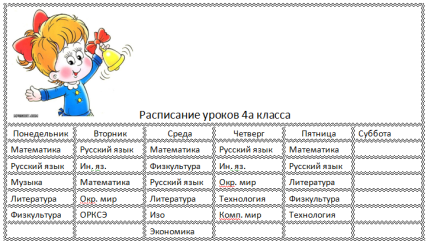 Расписание уроков 4а класса
Понедельник Вторник Среда Четверг Пятница Суббота
Математика Русский язык Математика Русский язык Математика
Русский язык Ин. яз. Физкультура Ин. яз. Русский язык
Музыка Математика Русский язык Окр. мир Литература
Литература Окр. мир Литература Технология Физкультура
Физкультура ОРКСЭ Изо Комп. мир Технология
Экономика